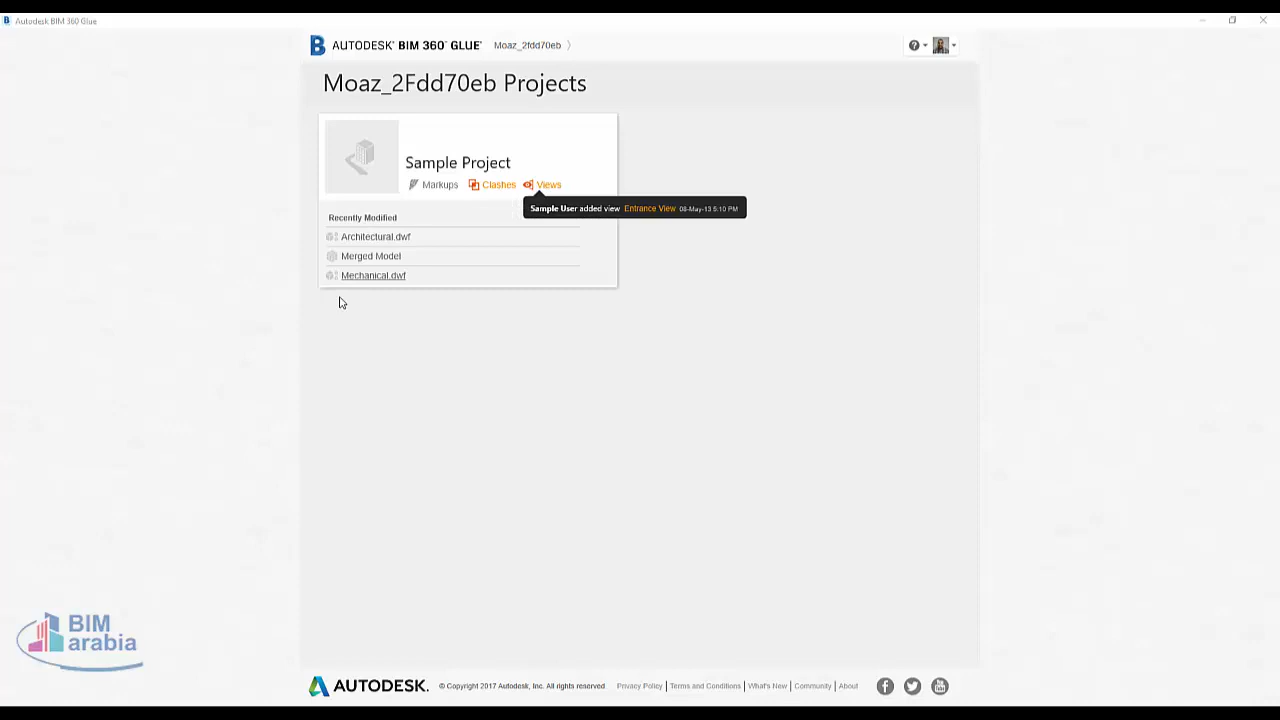 Autodesk BIM 360 Glue
AUTODESK® BIM 360™ GLUE® Moaz_2fdd70eb
Moaz_2Fdd70eb Projects
Sample Project
Markups Clashes Views
Sample User added view Entrance View 08-May-13 5:10 PM
Recently Modified
Architectural.dwf
Merged Model
Mechanical.dwf
BIM
arabia
AUTODESK. © Copyright 2017 Autodesk, Inc. All rights reserved Privacy Policy | Terms and Conditions | What's New | Community | About